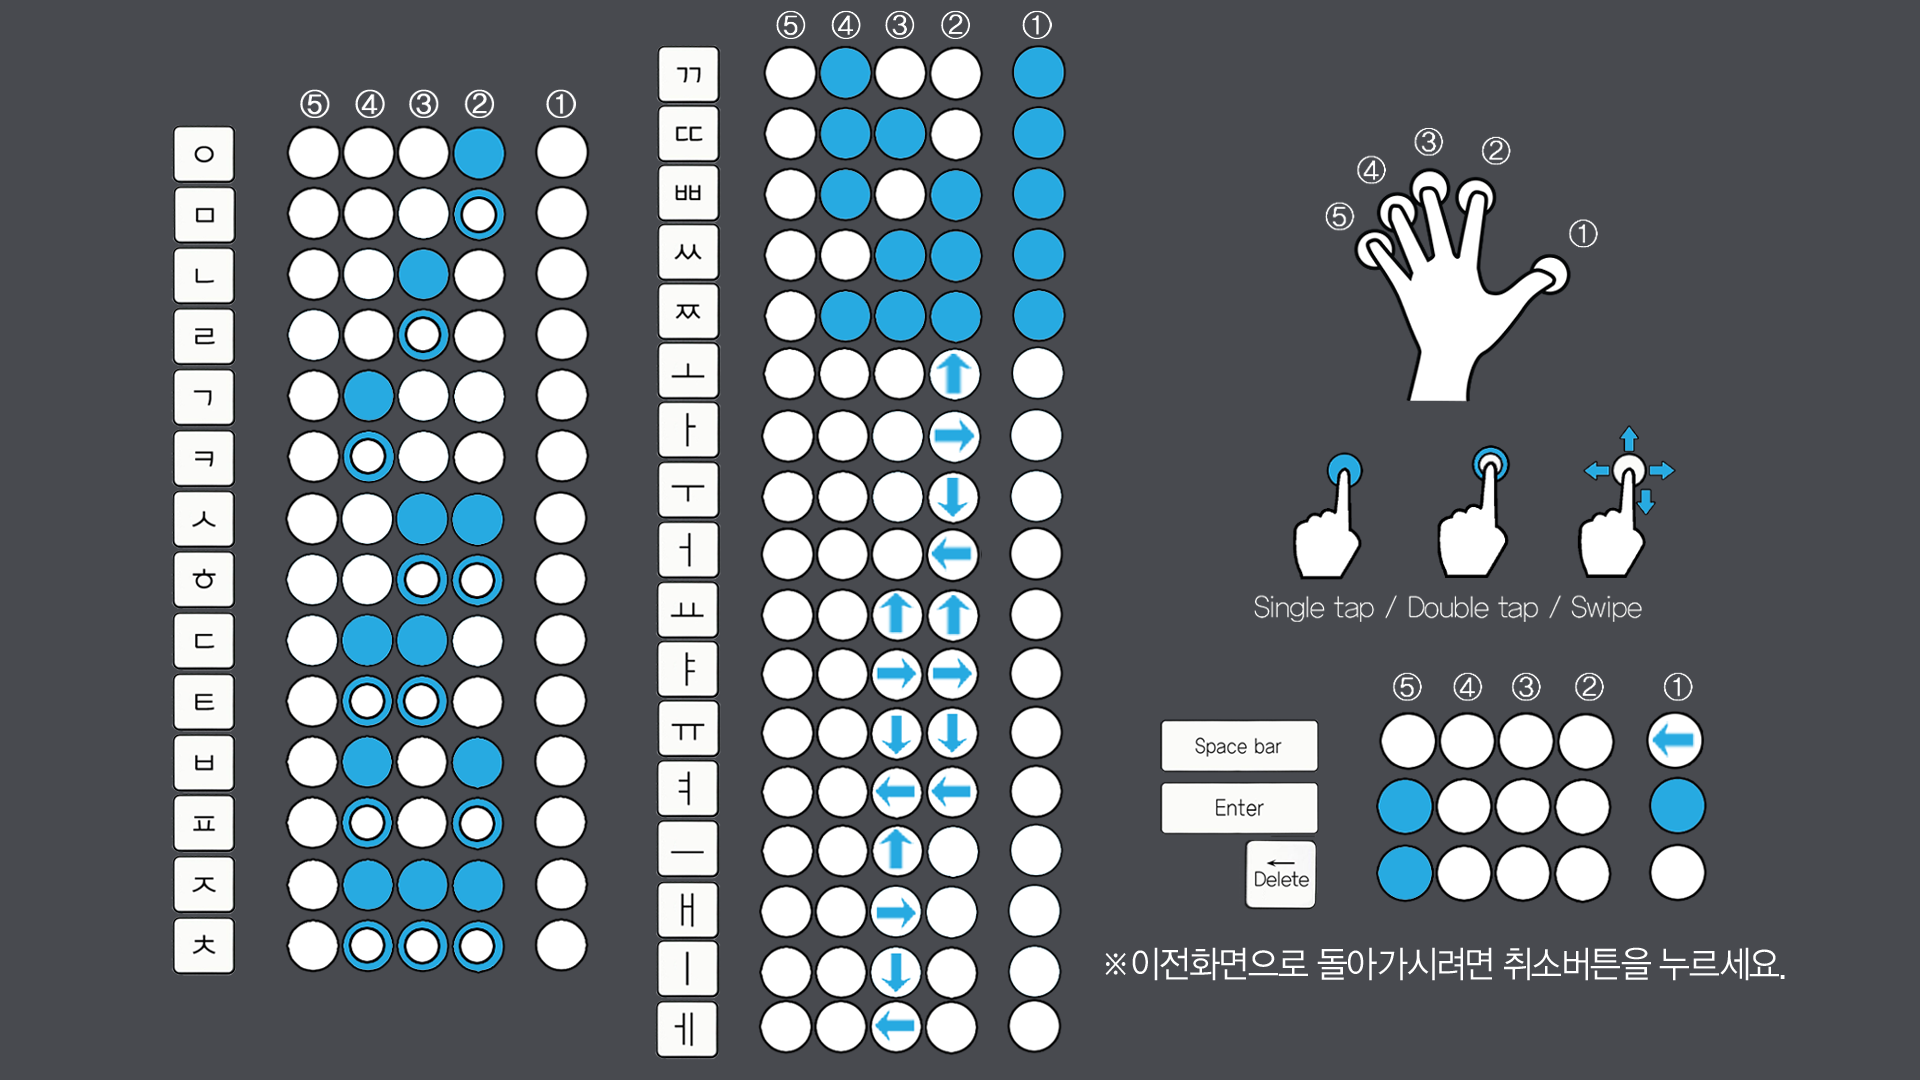 ⑤ ④ ③ ② ①
ㅇ
ㅁ
ㄴ
ㄹ
ㄱ
ㅋ
ㅅ
ㅎ
ㄷ
ㅌ
ㅂ
ㅍ
ㅈ
ㅊ
⑤ ④ ③ ② ①
ㄲ
ㄸ
ㅃ
ㅆ
ㅉ
ㅗ
ㅏ
ㅜ
ㅓ
ㅛ
ㅑ
ㅠ
ㅕ
ㅡ
ㅐ
ㅣ
ㅔ
⑤ ④ ③ ② ①
Single tap / Double tap / Swipe
⑤ ④ ③ ② ①
Space bar
Enter
Delete
※이전화면으로 돌아가시려면 취소버튼을 누르세요.